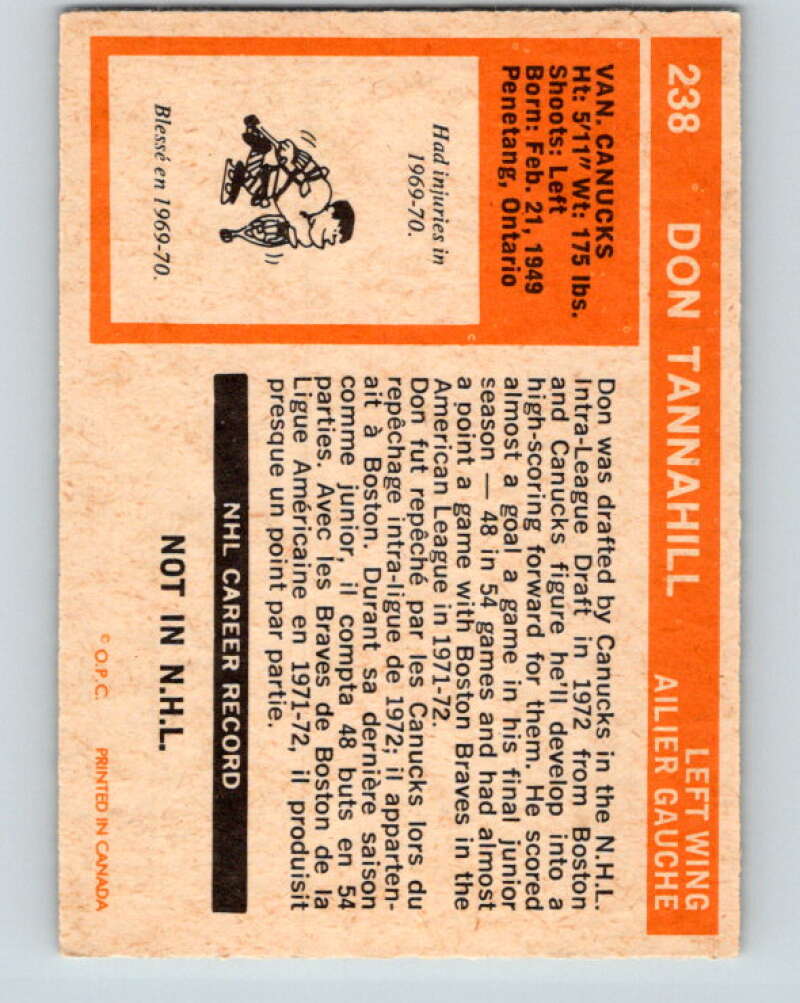 238 DON TANNAHILL LEFT WING
AILIER GAUCHE
VAN. CANUCKS
Ht: 5'11" Wt: 175 lbs.
Shoots: Left
Born: Feb. 21, 1949
Penetang, Ontario
Had injuries in
1969-70.
Blessé en 1969-70.
Don was drafted by Canucks in the N.H.L.
Intra-League Draft in 1972 from Boston
and Canucks figure he'll develop into a
high-scoring forward for them. He scored
almost a goal a game in his final junior
season — 48 in 54 games and had almost
a point a game with Boston Braves in the
American League in 1971-72.
Don fut repêché par les Canucks lors du
repêchage intra-ligue de 1972; il apparten-
ait à Boston. Durant sa dernière saison
comme junior, il compta 48 buts en 54
parties. Avec les Braves de Boston de la
Ligue Américaine en 1971-72, il produisit
presque un point par partie.
NHL CAREER RECORD
NOT IN N.H.L.
© O.P.C. PRINTED IN CANADA